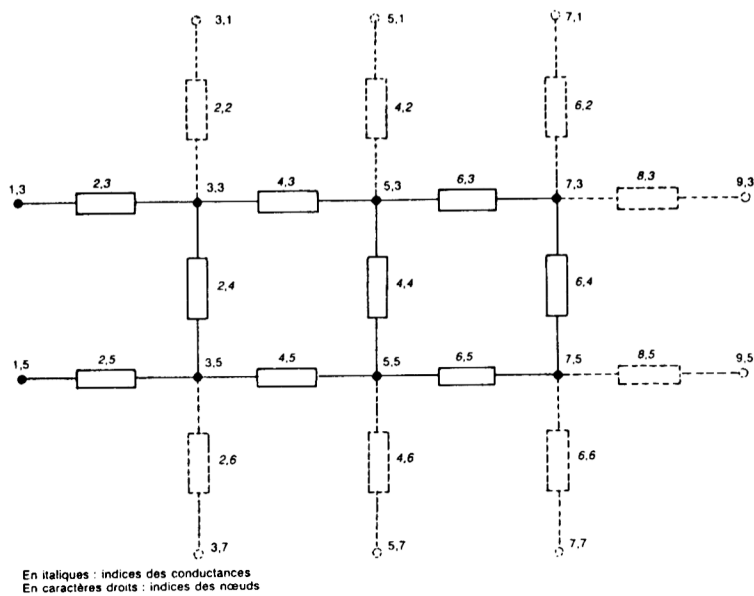 3,1 5,1 7,1
2,2 4,2 6,2
1,3 2,3 3,3 4,3 5,3 6,3 7,3 8,3 9,3
2,4 4,4 6,4
1,5 2,5 3,5 4,5 5,5 6,5 7,5 8,5 9,5
2,6 4,6 6,6
3,7 5,7 7,7
En italiques : indices des conductances
En caractères droits : indices des nœuds